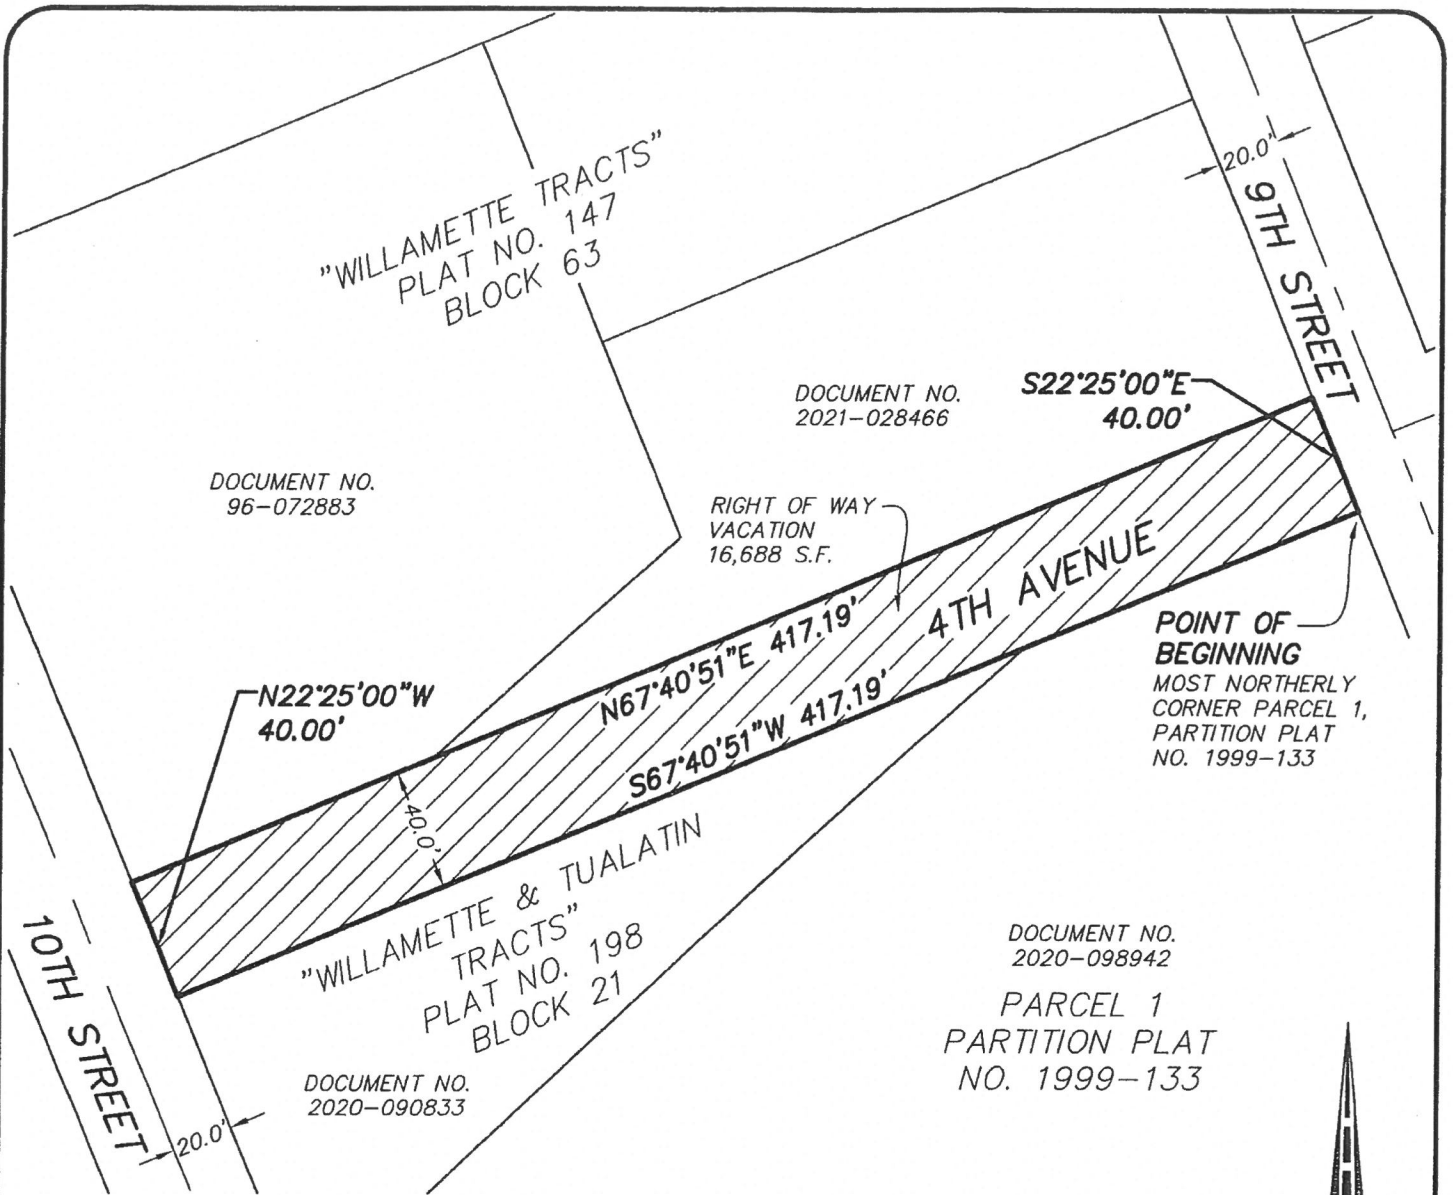 "WILLAMETTE TRACTS"
PLAT NO. 147
BLOCK 63
20.0'
9TH STREET
DOCUMENT NO.
2021-028466
S22°25'00"E
40.00'
DOCUMENT NO.
96-072883
RIGHT OF WAY
VACATION
16,688 S.F.
4TH AVENUE
N67°40'51"E 417.19'
S67°40'51"W 417.19'
POINT OF
BEGINNING
MOST NORTHERLY
CORNER PARCEL 1,
PARTITION PLAT
NO. 1999-133
N22°25'00"W
40.00'
40.0'
"WILLAMETTE & TUALATIN
TRACTS"
PLAT NO. 198
BLOCK 21
10TH STREET
20.0'
DOCUMENT NO.
2020-090833
DOCUMENT NO.
2020-098942
PARCEL 1
PARTITION PLAT
NO. 1999-133